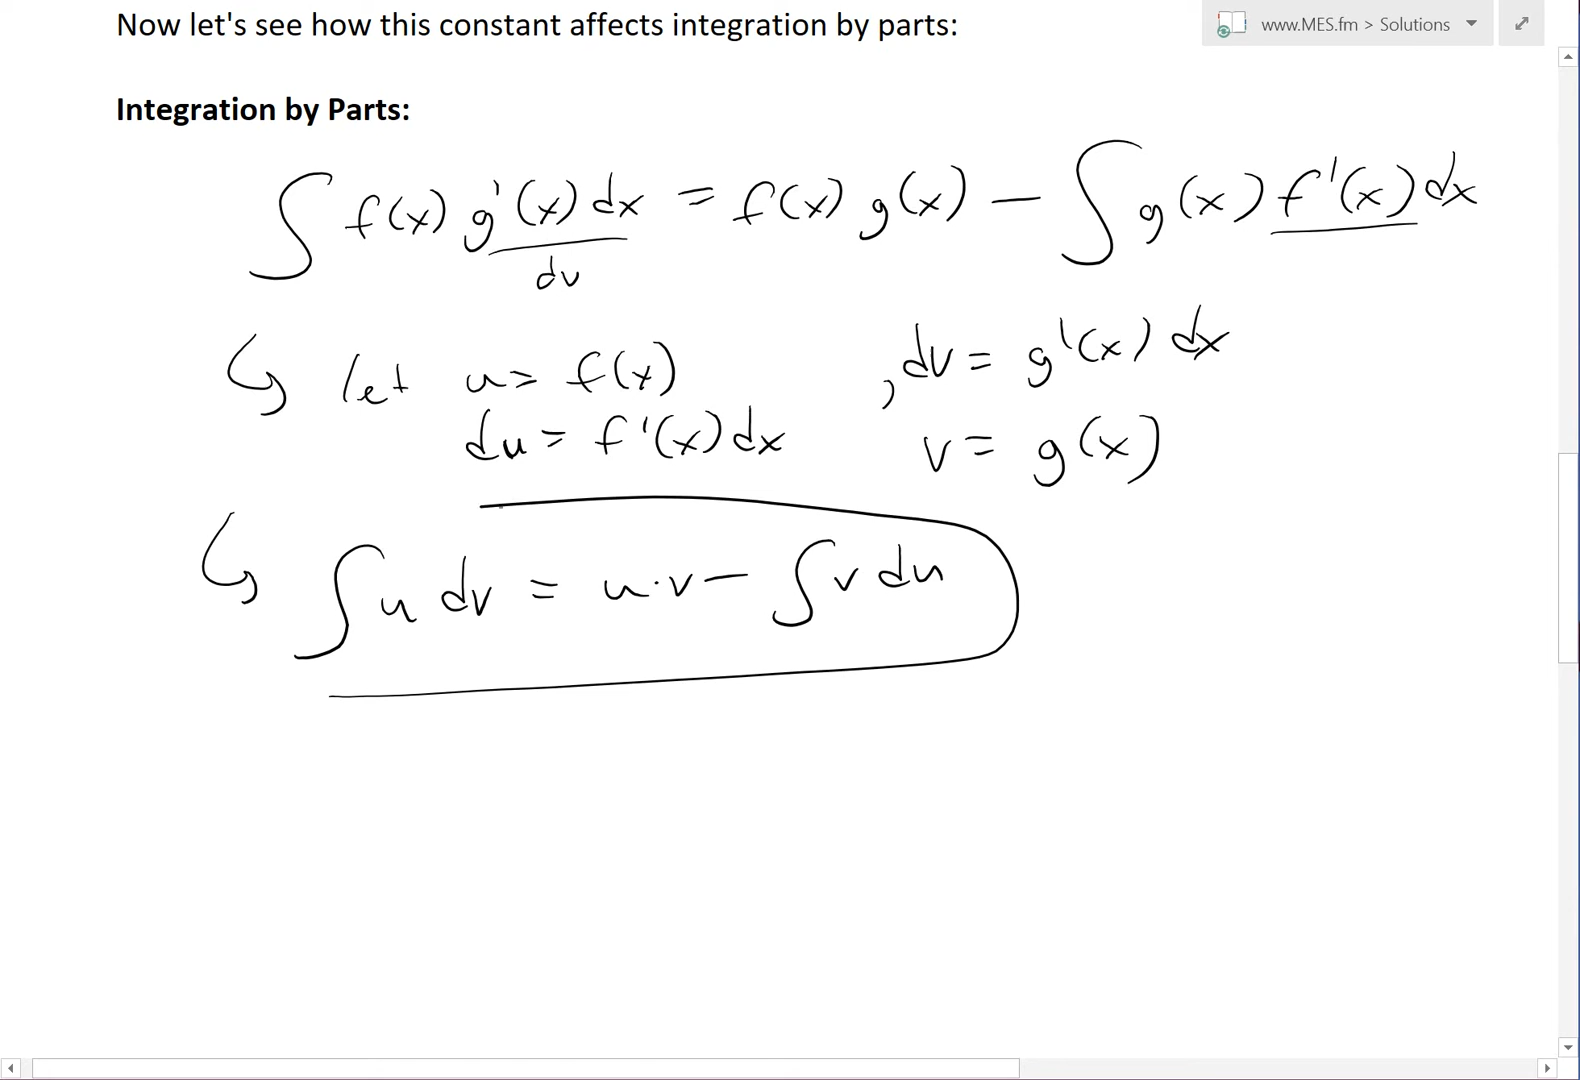 Now let's see how this constant affects integration by parts:
www.MES.fm > Solutions
Integration by Parts:
∫ f(x) g'(x) dx = f(x) g(x) − ∫ g(x) f'(x) dx
dv
let u = f(x) , dv = g'(x) dx
du = f'(x) dx v = g(x)
∫ u dv = u·v − ∫ v du